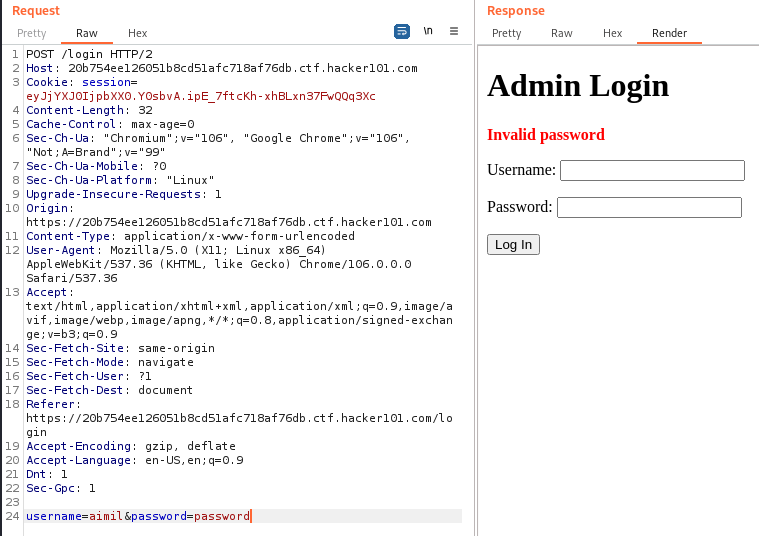 Request
Pretty Raw Hex
\n
1 POST /login HTTP/2
2 Host: 20b754ee126051b8cd51afc718af76db.ctf.hacker101.com
3 Cookie: session=
eyJjYXJ0IjpbXX0.Y0sbvA.ipE_7ftcKh-xhBLxn37FwQQq3Xc
4 Content-Length: 32
5 Cache-Control: max-age=0
6 Sec-Ch-Ua: "Chromium";v="106", "Google Chrome";v="106",
"Not;A=Brand";v="99"
7 Sec-Ch-Ua-Mobile: ?0
8 Sec-Ch-Ua-Platform: "Linux"
9 Upgrade-Insecure-Requests: 1
10 Origin:
https://20b754ee126051b8cd51afc718af76db.ctf.hacker101.com
11 Content-Type: application/x-www-form-urlencoded
12 User-Agent: Mozilla/5.0 (X11; Linux x86_64)
AppleWebKit/537.36 (KHTML, like Gecko) Chrome/106.0.0.0
Safari/537.36
13 Accept:
text/html,application/xhtml+xml,application/xml;q=0.9,image/a
vif,image/webp,image/apng,*/*;q=0.8,application/signed-exchan
ge;v=b3;q=0.9
14 Sec-Fetch-Site: same-origin
15 Sec-Fetch-Mode: navigate
16 Sec-Fetch-User: ?1
17 Sec-Fetch-Dest: document
18 Referer:
https://20b754ee126051b8cd51afc718af76db.ctf.hacker101.com/lo
gin
19 Accept-Encoding: gzip, deflate
20 Accept-Language: en-US,en;q=0.9
21 Dnt: 1
22 Sec-Gpc: 1
23
24 username=aimil&password=password
Response
Pretty Raw Hex Render
Admin Login
Invalid password
Username:
Password:
Log In